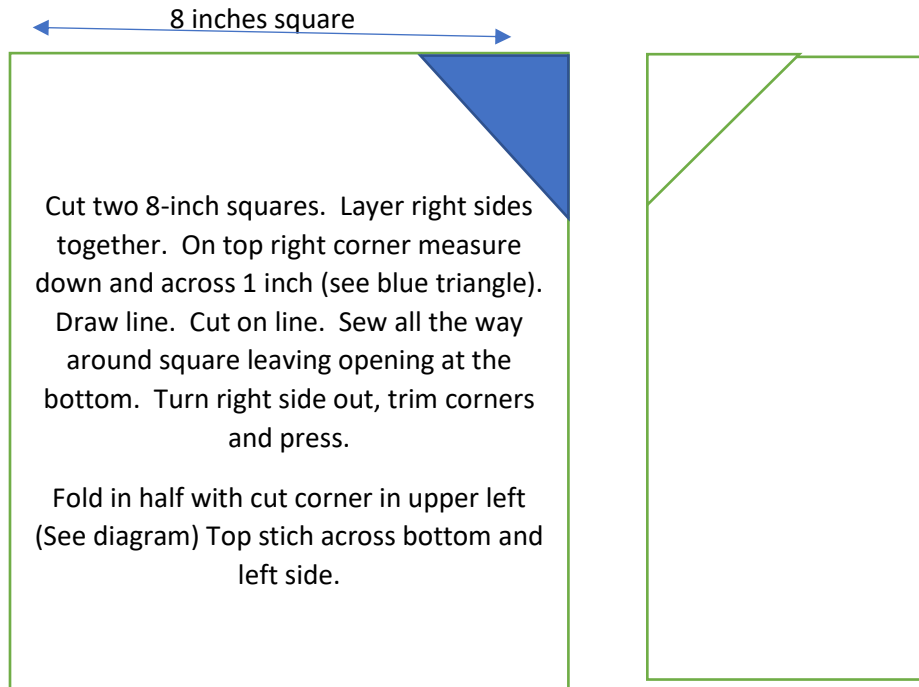 8 inches square
Cut two 8-inch squares.  Layer right sides
together.  On top right corner measure
down and across 1 inch (see blue triangle).
Draw line.  Cut on line.  Sew all the way
around square leaving opening at the
bottom.  Turn right side out, trim corners
and press.
Fold in half with cut corner in upper left
(See diagram) Top stich across bottom and
left side.